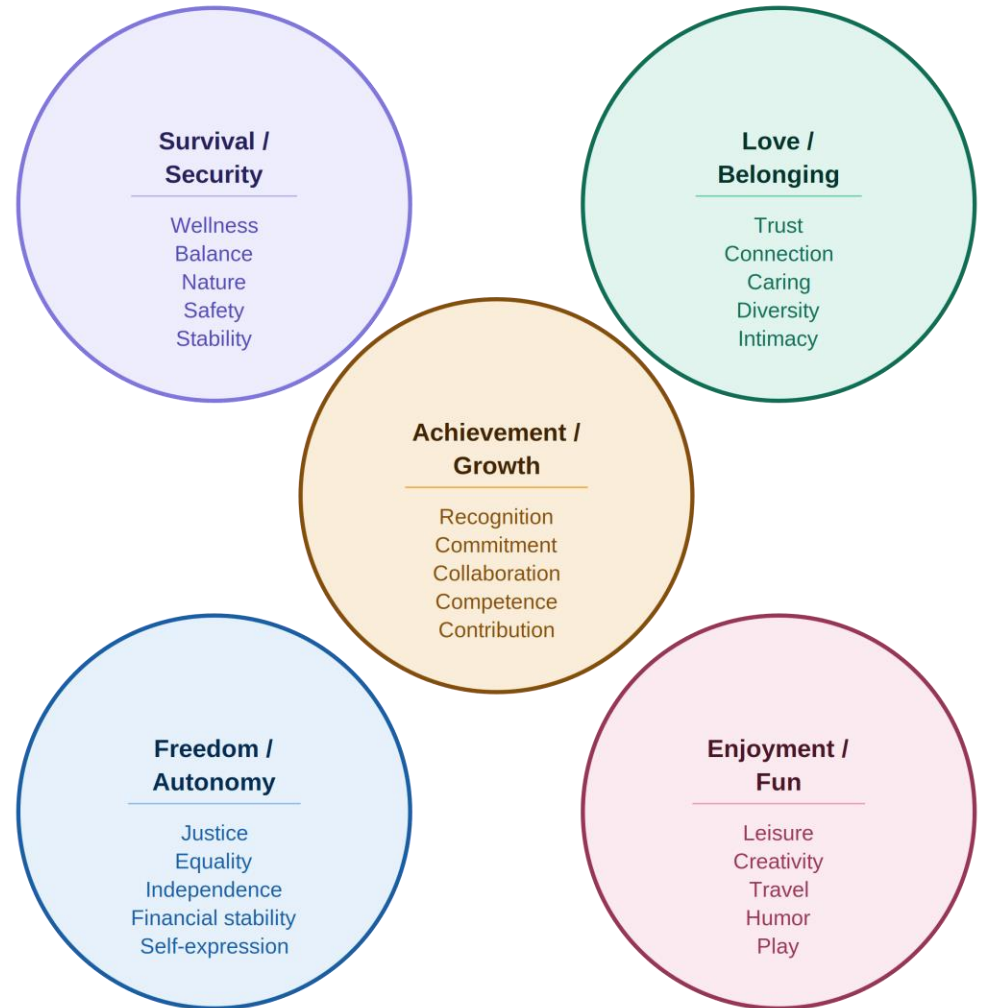 Survival /
Security
Wellness
Balance
Nature
Safety
Stability
Love /
Belonging
Trust
Connection
Caring
Diversity
Intimacy
Achievement /
Growth
Recognition
Commitment
Collaboration
Competence
Contribution
Freedom /
Autonomy
Justice
Equality
Independence
Financial stability
Self-expression
Enjoyment /
Fun
Leisure
Creativity
Travel
Humor
Play